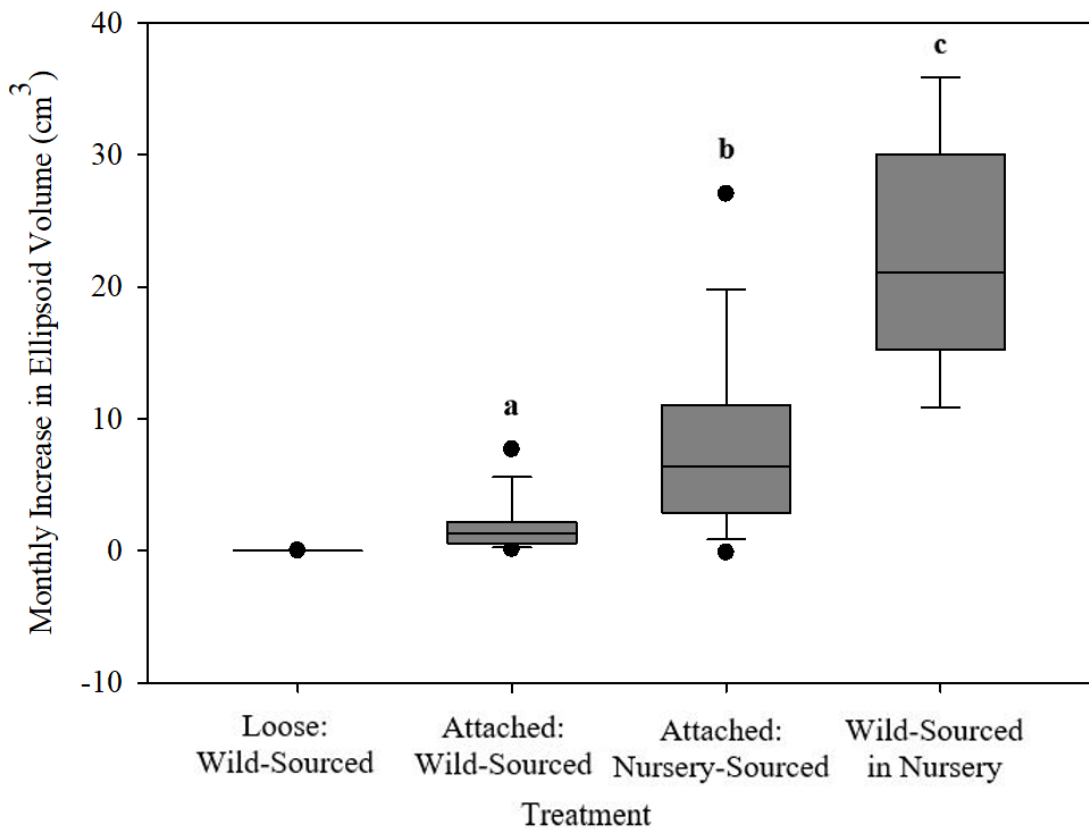 Monthly Increase in Ellipsoid Volume (cm³)
40
30
20
10
0
-10
a
b
c
Loose:
Wild-Sourced
Attached:
Wild-Sourced
Attached:
Nursery-Sourced
Wild-Sourced
in Nursery
Treatment